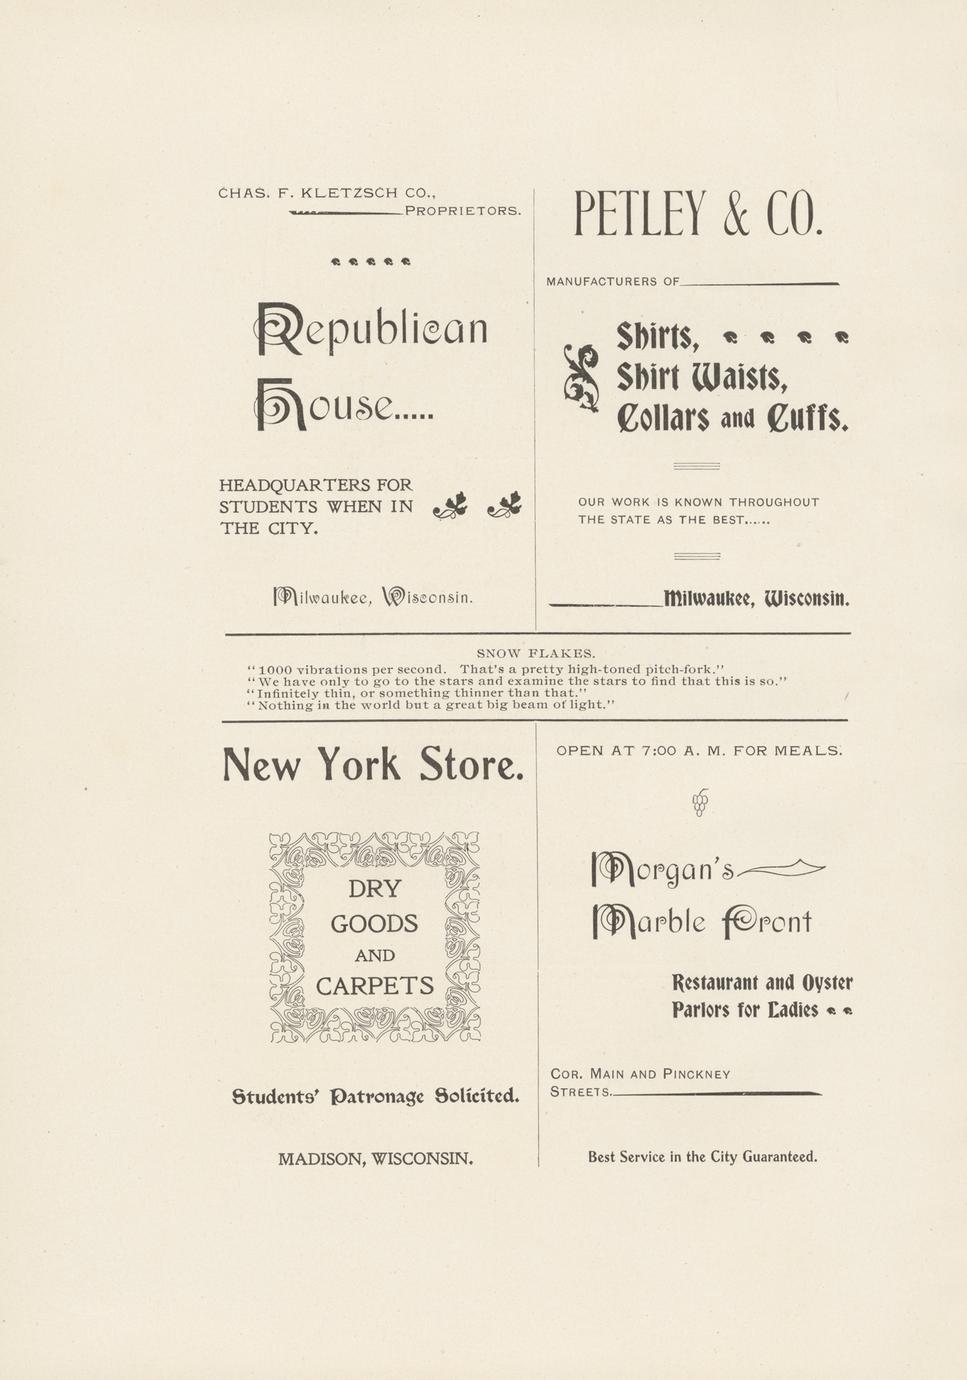 CHAS. F. KLETZSCH CO.,
PROPRIETORS.
Republican
House.....
HEADQUARTERS FOR
STUDENTS WHEN IN
THE CITY.
Milwaukee, Wisconsin.
PETLEY & CO.
MANUFACTURERS OF
Shirts,
Shirt Waists,
Collars and Cuffs.
OUR WORK IS KNOWN THROUGHOUT
THE STATE AS THE BEST......
Milwaukee, Wisconsin.
SNOW FLAKES.
"1000 vibrations per second. That's a pretty high-toned pitch-fork."
"We have only to go to the stars and examine the stars to find that this is so."
"Infinitely thin, or something thinner than that."
"Nothing in the world but a great big beam of light."
New York Store.
DRY
GOODS
AND
CARPETS
Students' Patronage Solicited.
MADISON, WISCONSIN.
OPEN AT 7:00 A. M. FOR MEALS.
Morgan's
Marble Front
Restaurant and Oyster
Parlors for Ladies
COR. MAIN AND PINCKNEY
STREETS.
Best Service in the City Guaranteed.